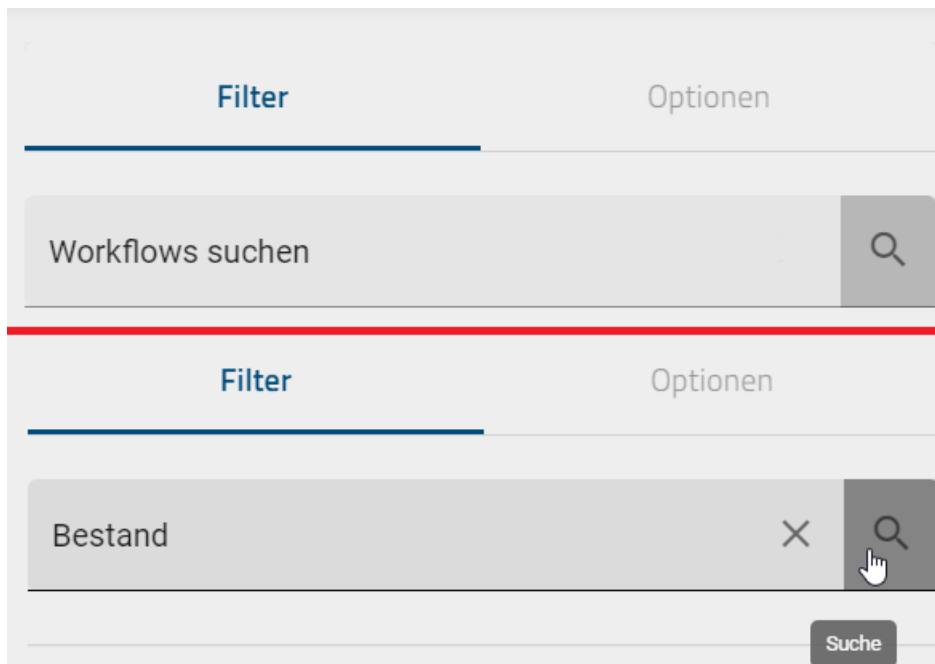 Filter Optionen
Workflows suchen
Filter Optionen
Bestand
Suche